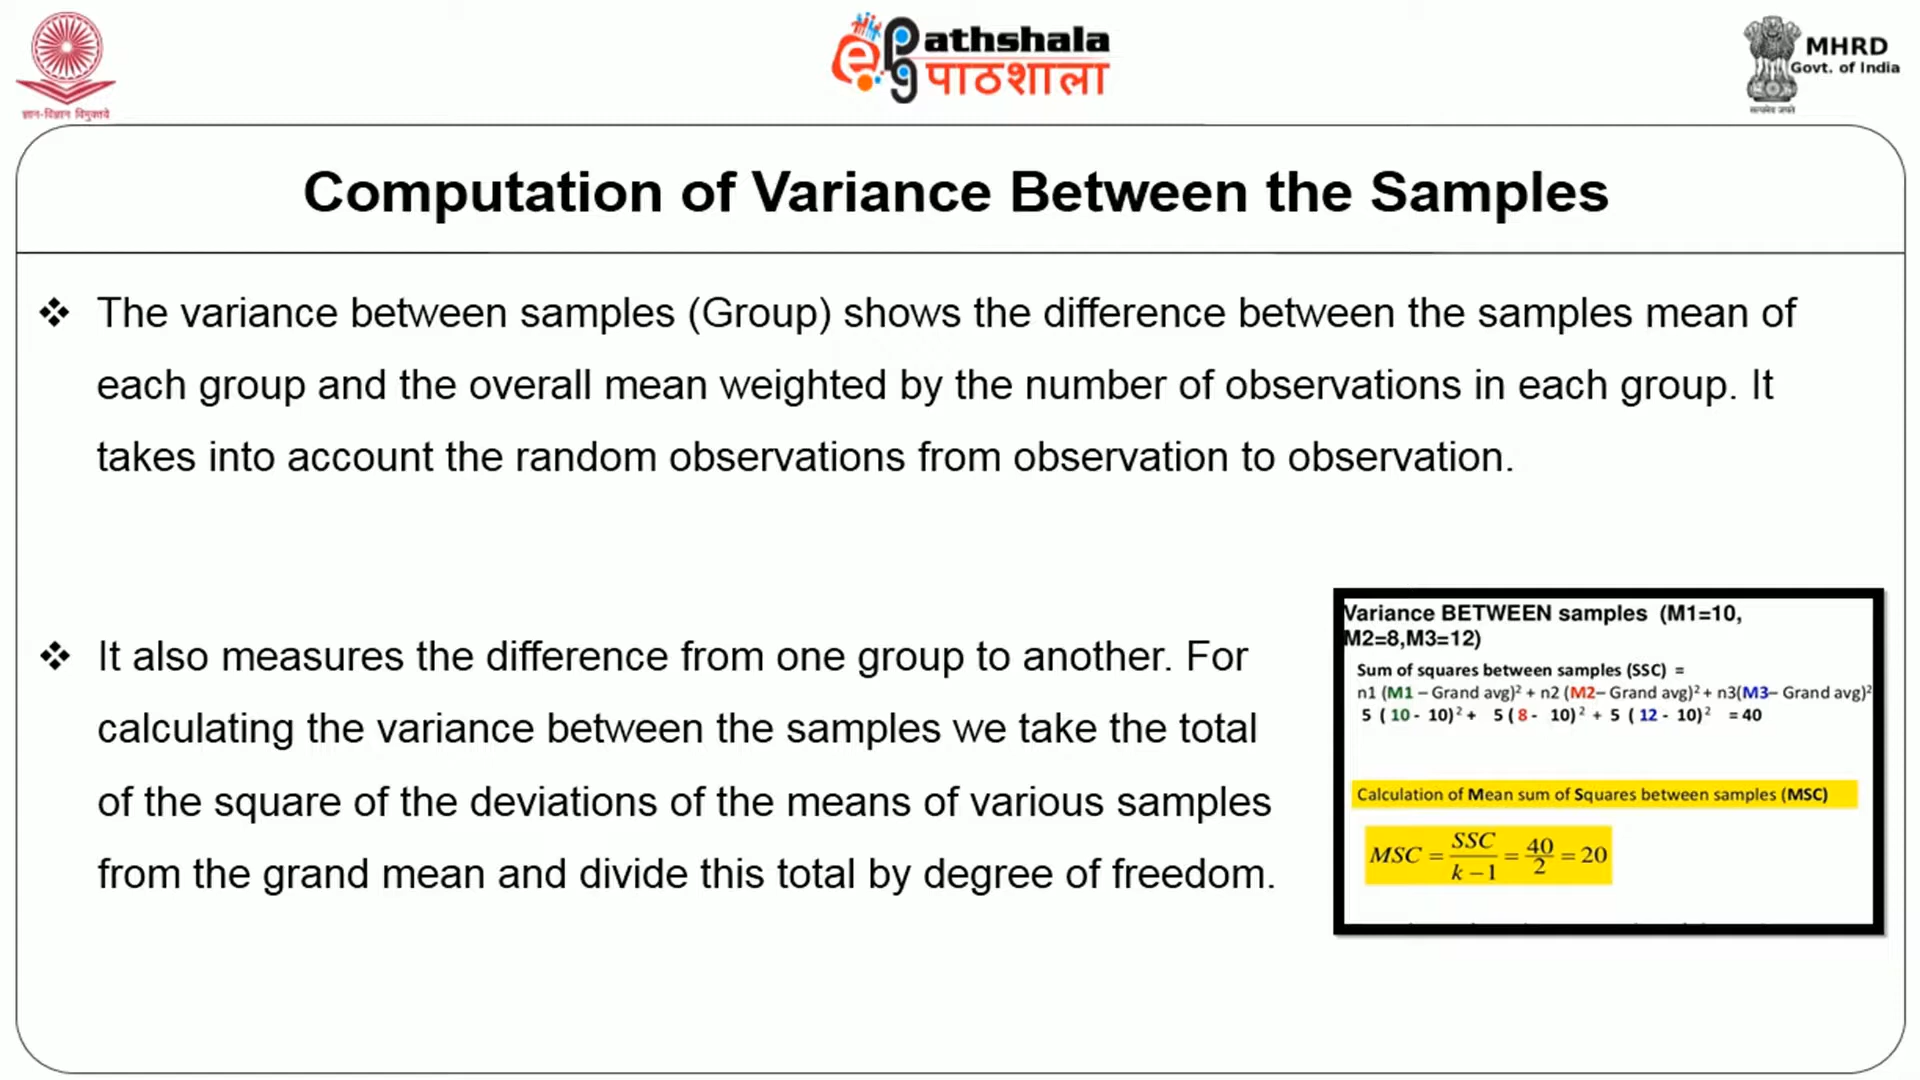 ज्ञान-विज्ञान विमुक्तये
ePathshala
pg पाठशाला
MHRD
Govt. of India
सत्यमेव जयते
Computation of Variance Between the Samples
❖ The variance between samples (Group) shows the difference between the samples mean of
each group and the overall mean weighted by the number of observations in each group. It
takes into account the random observations from observation to observation.
❖ It also measures the difference from one group to another. For
calculating the variance between the samples we take the total
of the square of the deviations of the means of various samples
from the grand mean and divide this total by degree of freedom.
Variance BETWEEN samples (M1=10,
M2=8,M3=12)
Sum of squares between samples (SSC) =
n1 (M1 – Grand avg)² + n2 (M2– Grand avg)² + n3(M3– Grand avg)²
5 ( 10 - 10)² + 5 ( 8 - 10)² + 5 ( 12 - 10)² = 40
Calculation of Mean sum of Squares between samples (MSC)
MSC = SSC / k – 1 = 40 / 2 = 20